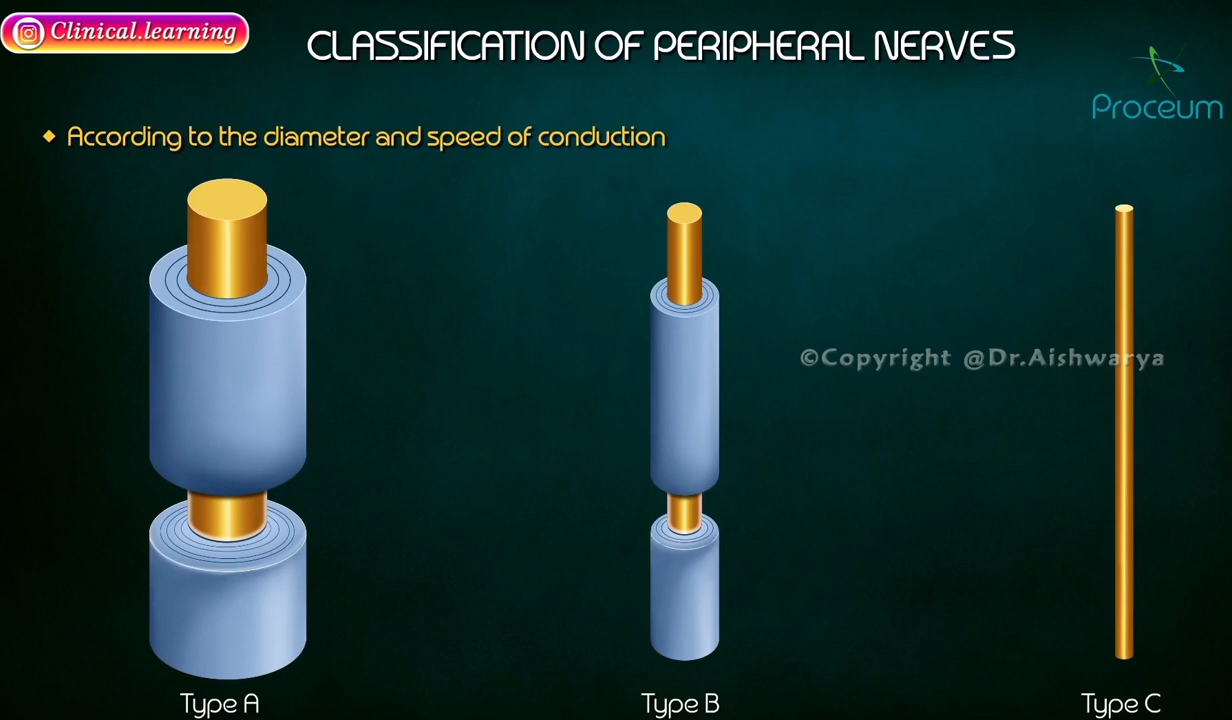 Clinical.learning
CLASSIFICATION OF PERIPHERAL NERVES
Proceum
According to the diameter and speed of conduction
©Copyright @Dr.Aishwarya
Type A
Type B
Type C